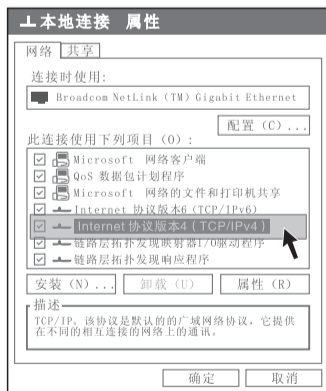 本地连接 属性
网络 共享
连接时使用:
Broadcom NetLink (TM) Gigabit Ethernet
配置(C)...
此连接使用下列项目(O):
Microsoft 网络客户端
QoS 数据包计划程序
Microsoft 网络的文件和打印机共享
Internet 协议版本6(TCP/IPv6)
Internet 协议版本4(TCP/IPv4)
链路层拓扑发现映射器I/O驱动程序
链路层拓扑发现响应程序
安装(N)... 卸载(U) 属性(R)
描述
TCP/IP。该协议是默认的的广域网络协议,它提供
在不同的相互连接的网络上的通讯。
确定 取消